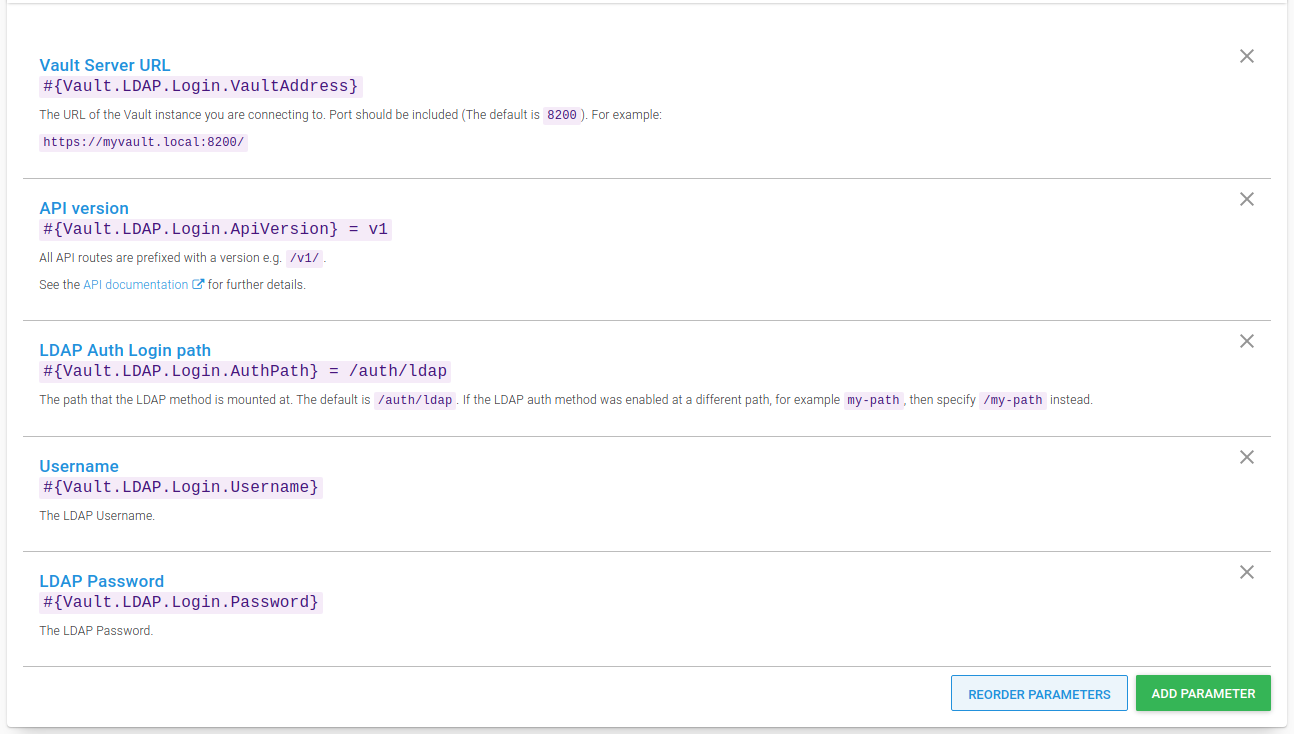 Vault Server URL
#{Vault.LDAP.Login.VaultAddress}
The URL of the Vault instance you are connecting to. Port should be included (The default is 8200 ). For example:
https://myvault.local:8200/
API version
#{Vault.LDAP.Login.ApiVersion} = v1
All API routes are prefixed with a version e.g. /v1/ .
See the API documentation for further details.
LDAP Auth Login path
#{Vault.LDAP.Login.AuthPath} = /auth/ldap
The path that the LDAP method is mounted at. The default is /auth/ldap . If the LDAP auth method was enabled at a different path, for example my-path , then specify /my-path instead.
Username
#{Vault.LDAP.Login.Username}
The LDAP Username.
LDAP Password
#{Vault.LDAP.Login.Password}
The LDAP Password.
REORDER PARAMETERS ADD PARAMETER